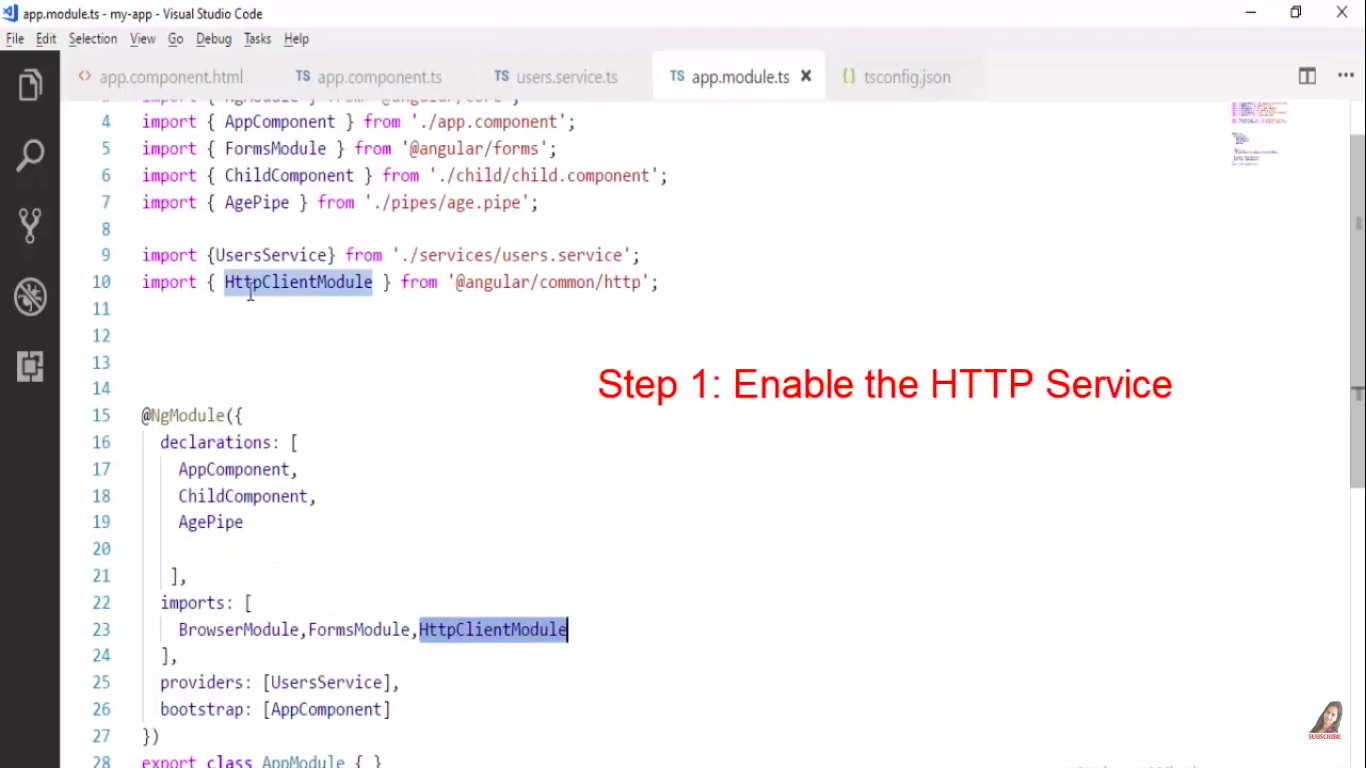 app.module.ts - my-app - Visual Studio Code
File Edit Selection View Go Debug Tasks Help
app.component.html TS app.component.ts TS users.service.ts TS app.module.ts tsconfig.json
3 import { NgModule } from '@angular/core';
4 import { AppComponent } from './app.component';
5 import { FormsModule } from '@angular/forms';
6 import { ChildComponent } from './child/child.component';
7 import { AgePipe } from './pipes/age.pipe';
8
9 import {UsersService} from './services/users.service';
10 import { HttpClientModule } from '@angular/common/http';
11
12
13
Step 1: Enable the HTTP Service
14
15 @NgModule({
16 declarations: [
17 AppComponent,
18 ChildComponent,
19 AgePipe
20
21 ],
22 imports: [
23 BrowserModule,FormsModule,HttpClientModule
24 ],
25 providers: [UsersService],
26 bootstrap: [AppComponent]
27 })
28 export class AppModule { }
SUBSCRIBE